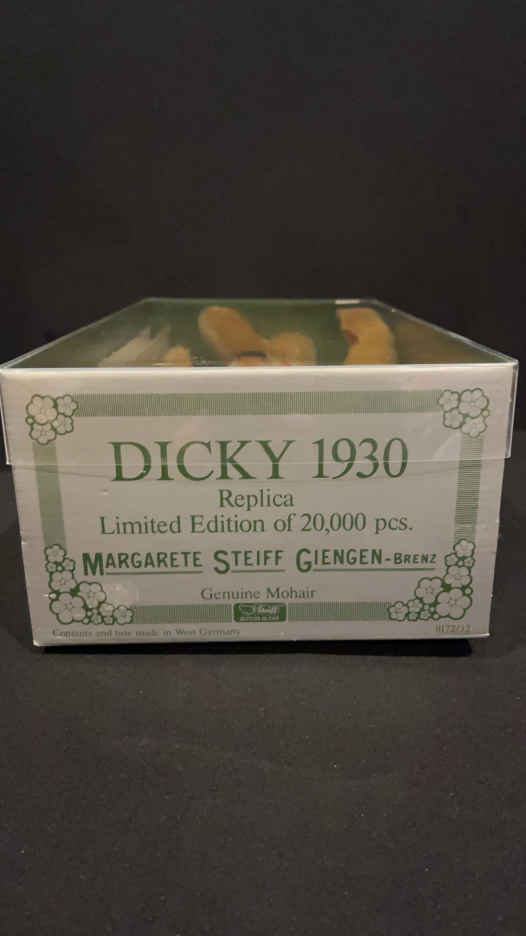 DICKY 1930
Replica
Limited Edition of 20,000 pcs.
MARGARETE STEIFF GIENGEN-BRENZ
Genuine Mohair
Steiff
Contents and box made in West Germany